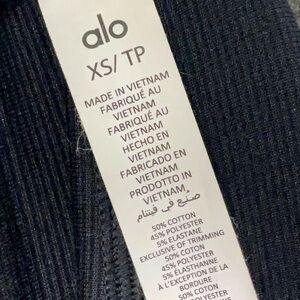 alo
XS/ TP
MADE IN VIETNAM
FABRIQUÉ AU
VIETNAM
FABRIQUÉ AU
VIETNAM
HECHO EN
VIETNAM
FABRICADO EN
VIETNAM
PRODOTTO IN
VIETNAM
صنع في فيتنام
50% COTTON
45% POLYESTER
5% ELASTANE
EXCLUSIVE OF TRIMMING
50% COTON
45% POLYESTER
5% ÉLASTHANNE
À L'EXCEPTION DE LA
BORDURE
50% COTON